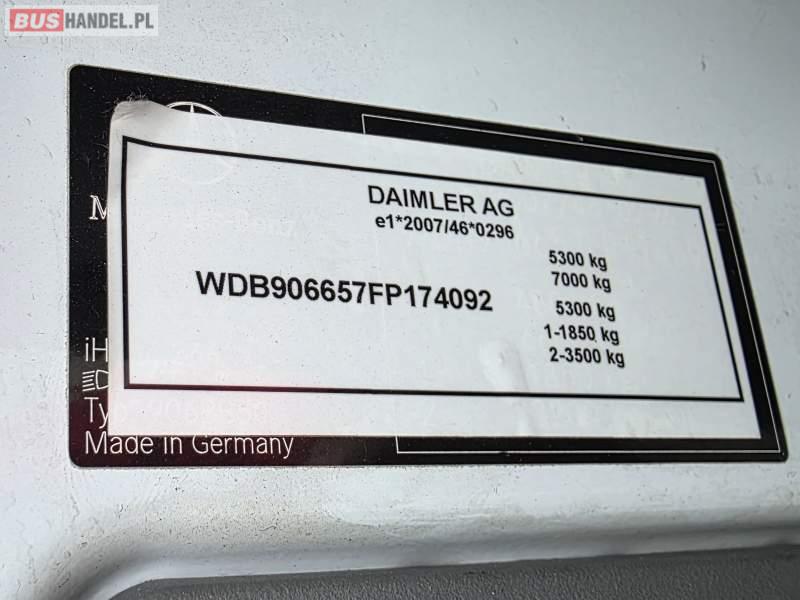 BUSHANDEL.PL
DAIMLER AG
e1*2007/46*0296
5300 kg
7000 kg
WDB906657FP174092
5300 kg
1-1850 kg
2-3500 kg
Made in Germany